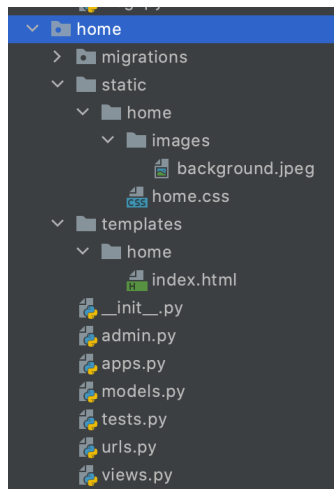 home
migrations
static
home
images
background.jpeg
home.css
templates
home
index.html
__init__.py
admin.py
apps.py
models.py
tests.py
urls.py
views.py